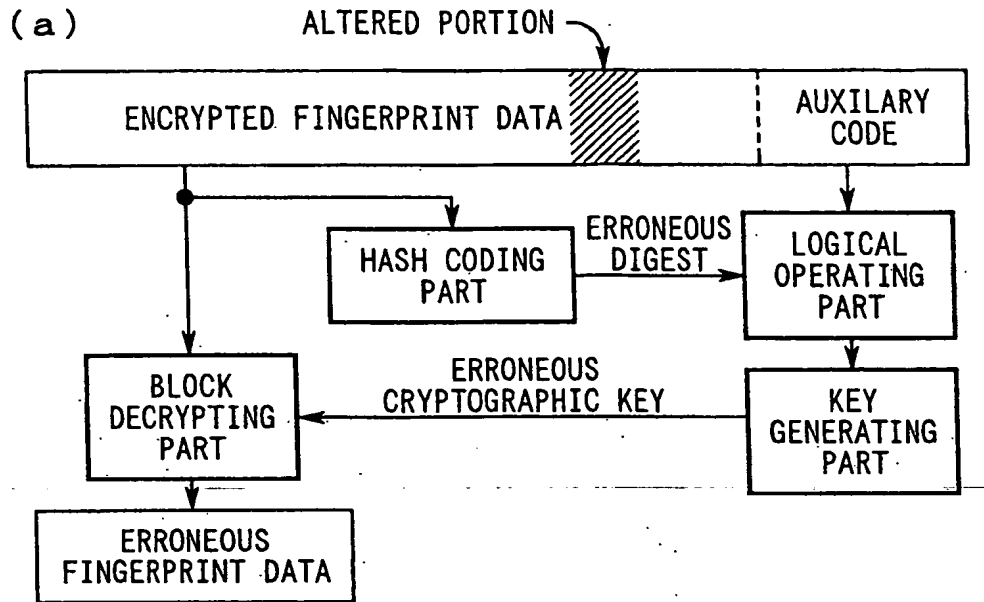 (a)
ALTERED PORTION
ENCRYPTED FINGERPRINT DATA
AUXILARY
CODE
HASH CODING
PART
ERRONEOUS
DIGEST
LOGICAL
OPERATING
PART
BLOCK
DECRYPTING
PART
ERRONEOUS
CRYPTOGRAPHIC KEY
KEY
GENERATING
PART
ERRONEOUS
FINGERPRINT DATA